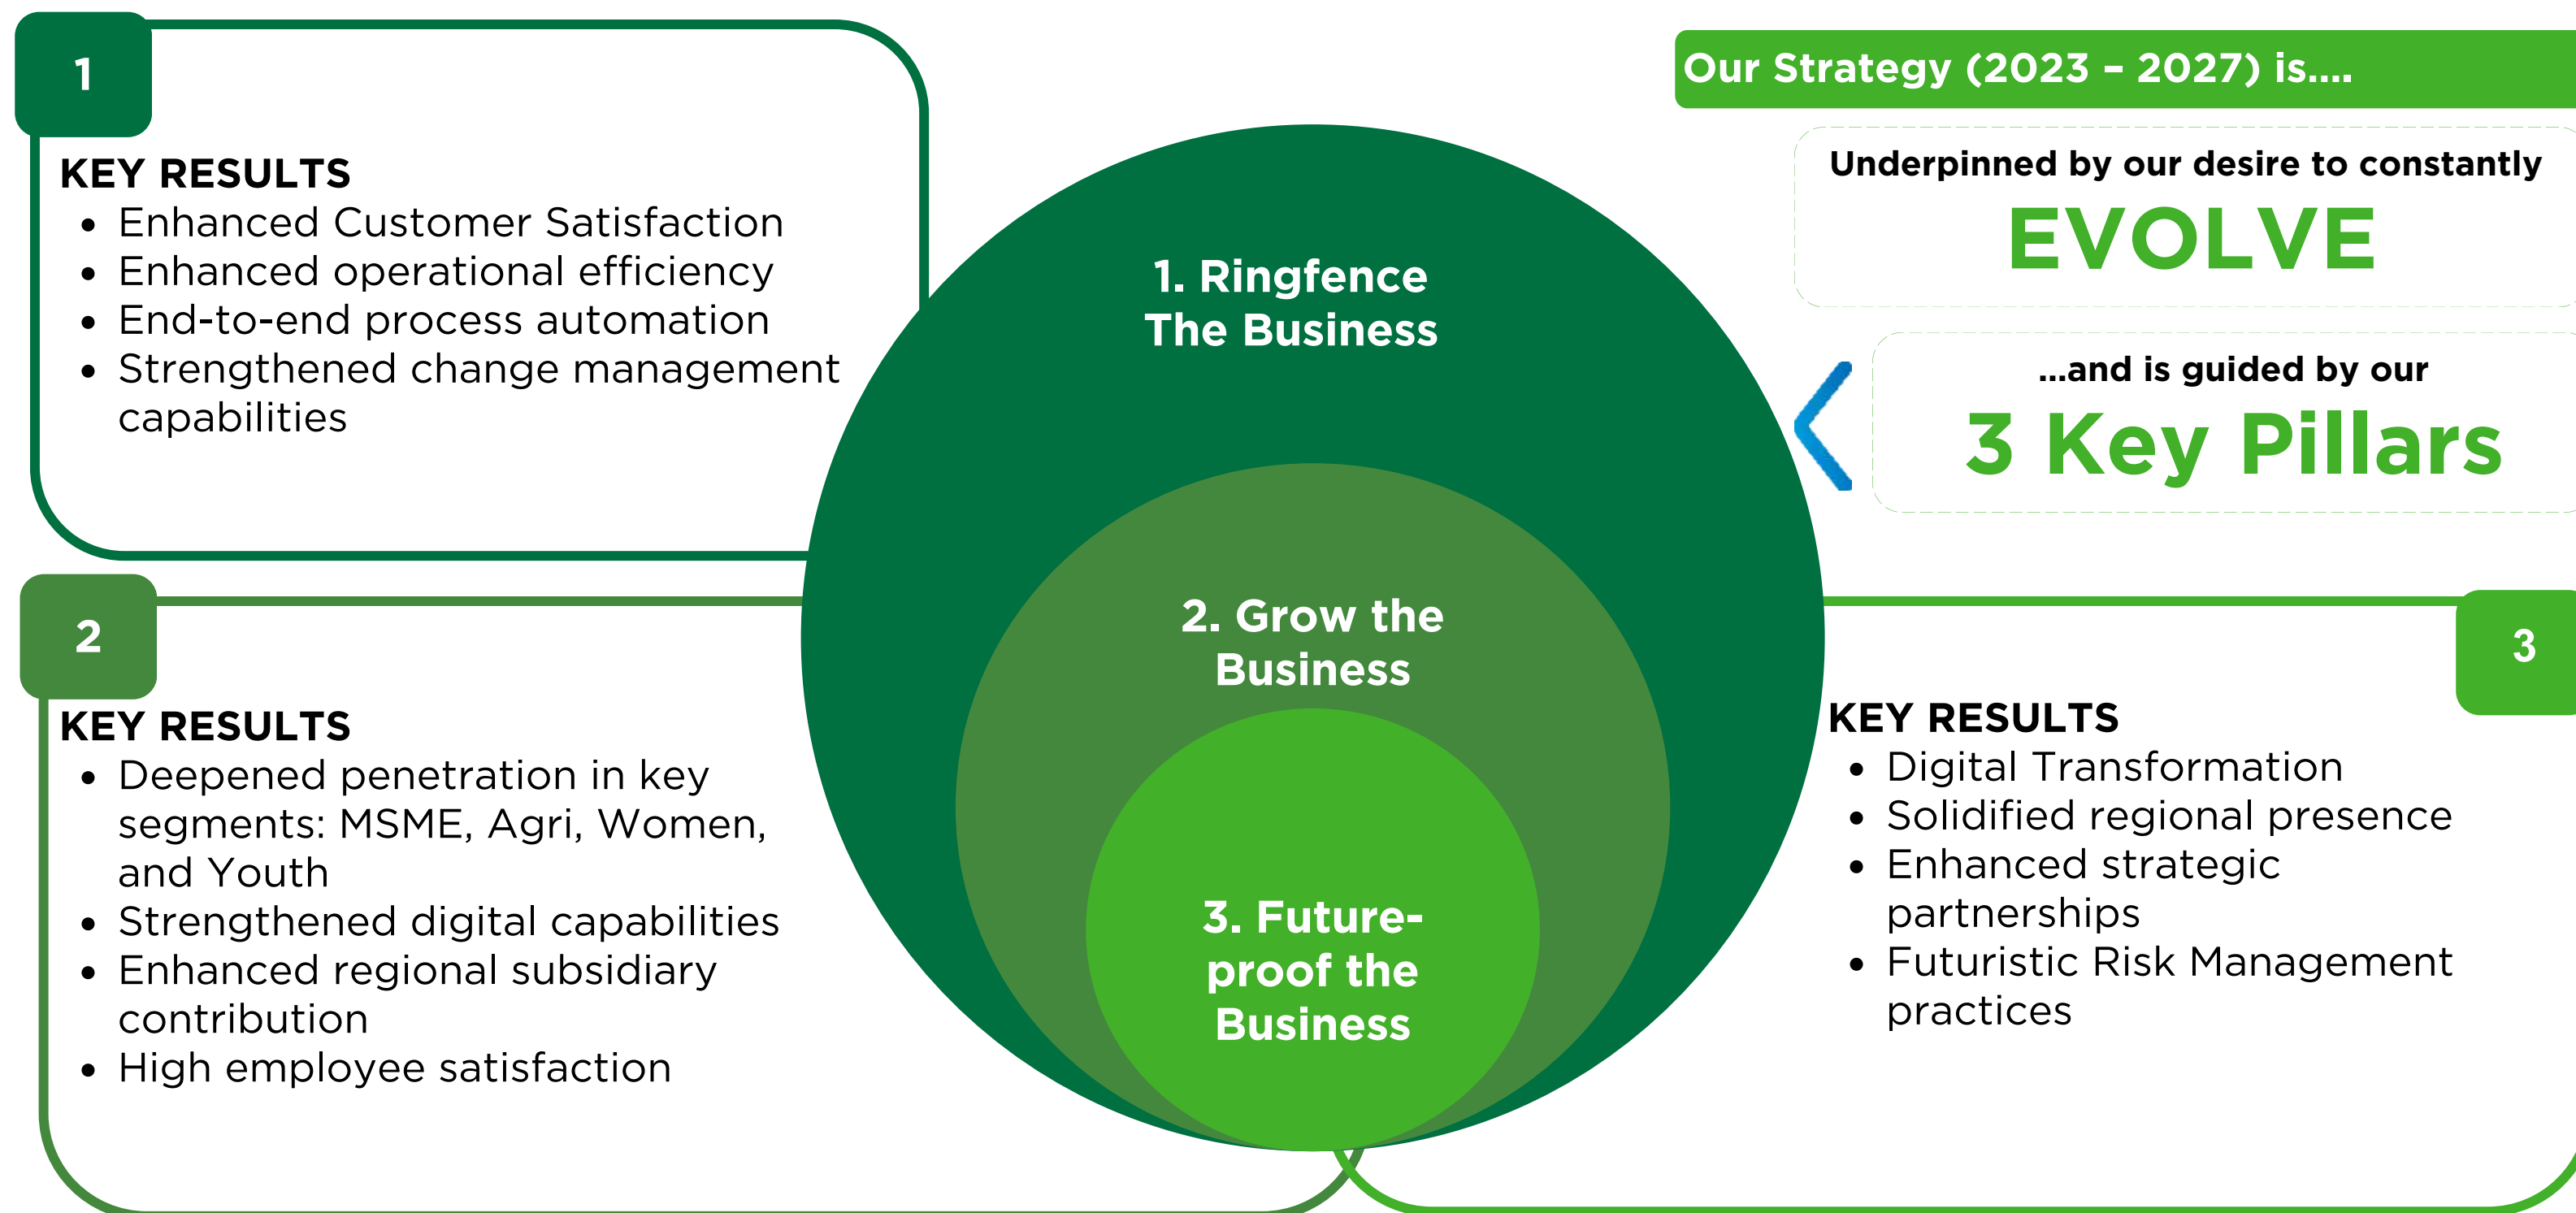 1
KEY RESULTS
• Enhanced Customer Satisfaction
• Enhanced operational efficiency
• End-to-end process automation
• Strengthened change management
capabilities
Our Strategy (2023 – 2027) is....
Underpinned by our desire to constantly
EVOLVE
...and is guided by our
3 Key Pillars
1. Ringfence
The Business
2. Grow the
Business
3. Future-
proof the
Business
2
KEY RESULTS
• Deepened penetration in key
segments: MSME, Agri, Women,
and Youth
• Strengthened digital capabilities
• Enhanced regional subsidiary
contribution
• High employee satisfaction
3
KEY RESULTS
• Digital Transformation
• Solidified regional presence
• Enhanced strategic
partnerships
• Futuristic Risk Management
practices